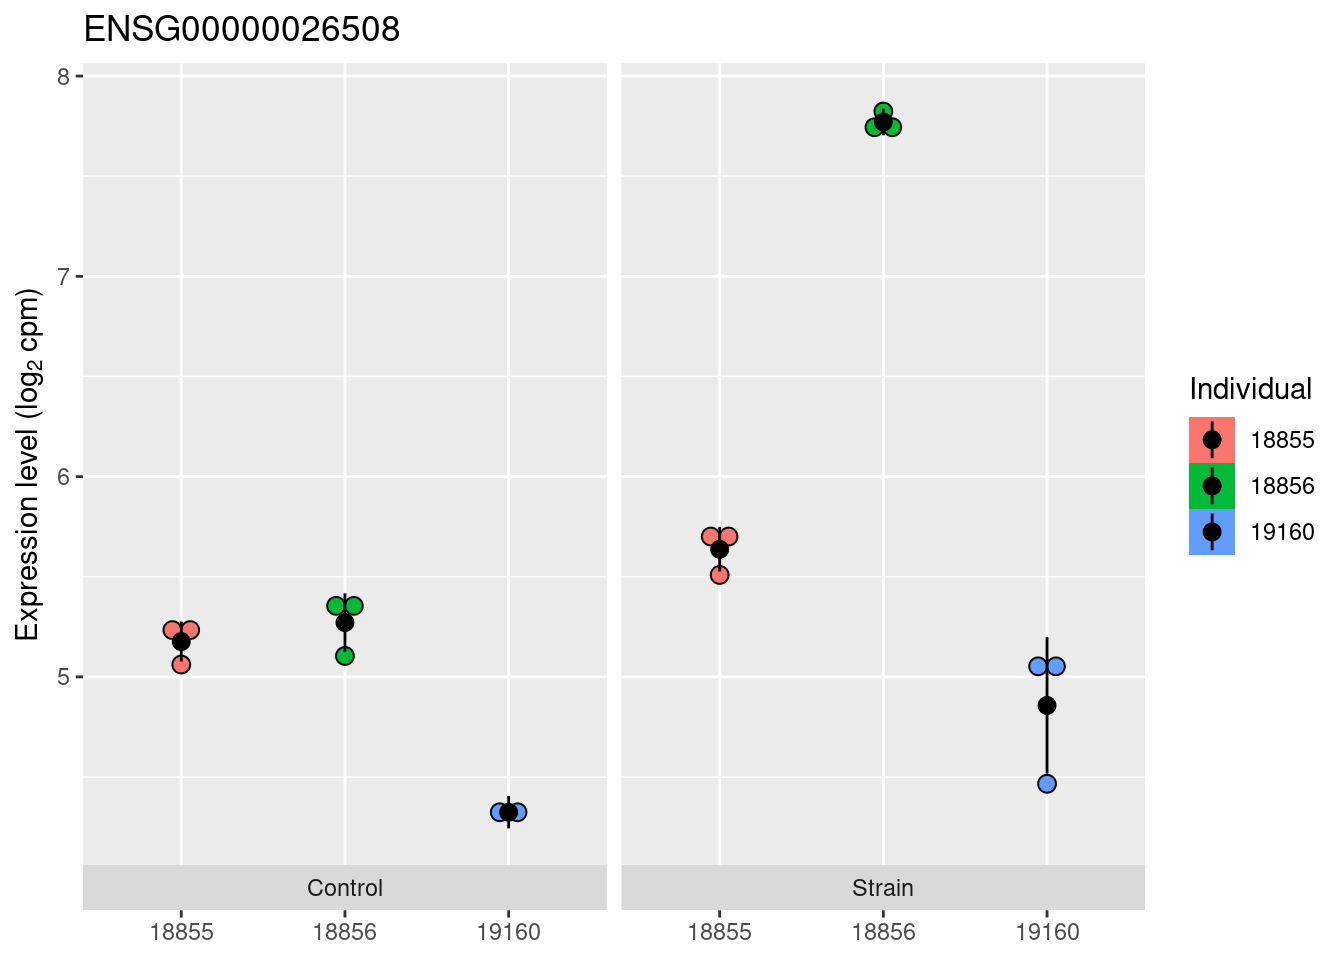 ENSG00000026508
Expression level (log₂ cpm)
8
7
6
5
Control
Strain
18855
18856
19160
18855
18856
19160
Individual
18855
18856
19160